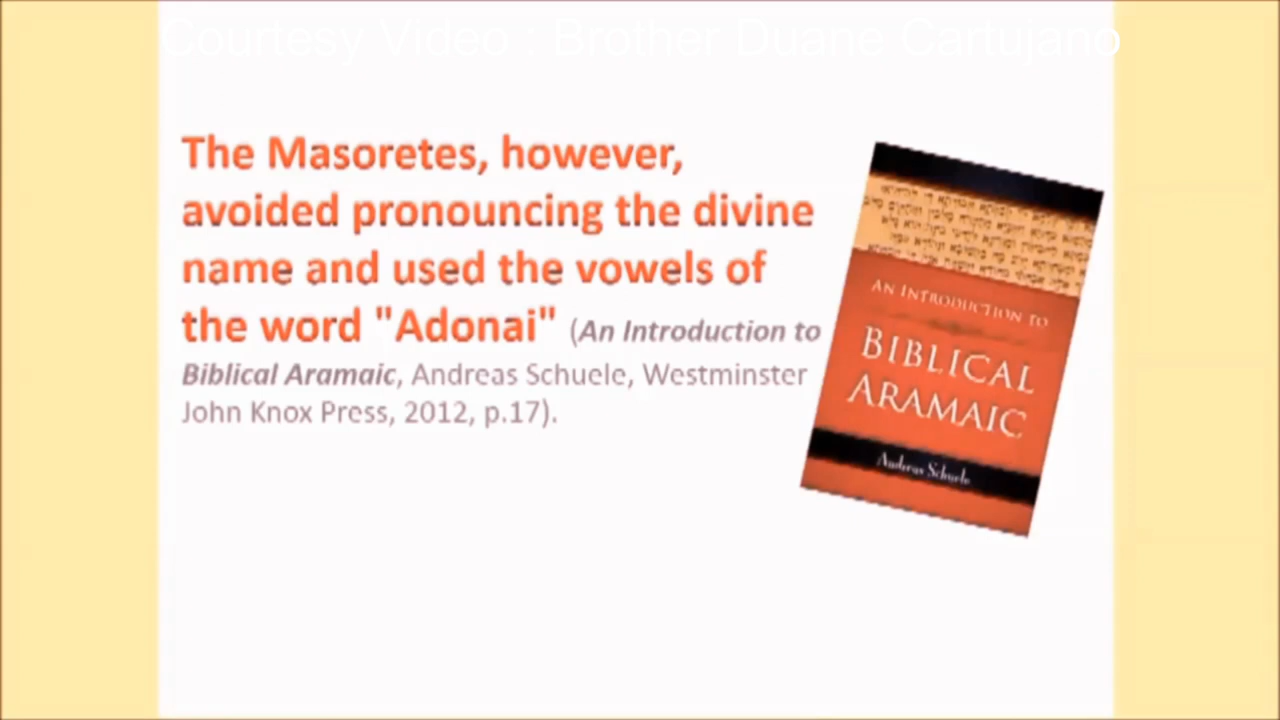 Courtesy Video : Brother Duane Cartujano
The Masoretes, however,
avoided pronouncing the divine
name and used the vowels of
the word "Adonai" (An Introduction to
Biblical Aramaic, Andreas Schuele, Westminster
John Knox Press, 2012, p.17).
AN INTRODUCTION TO
BIBLICAL
ARAMAIC
Andreas Schuele